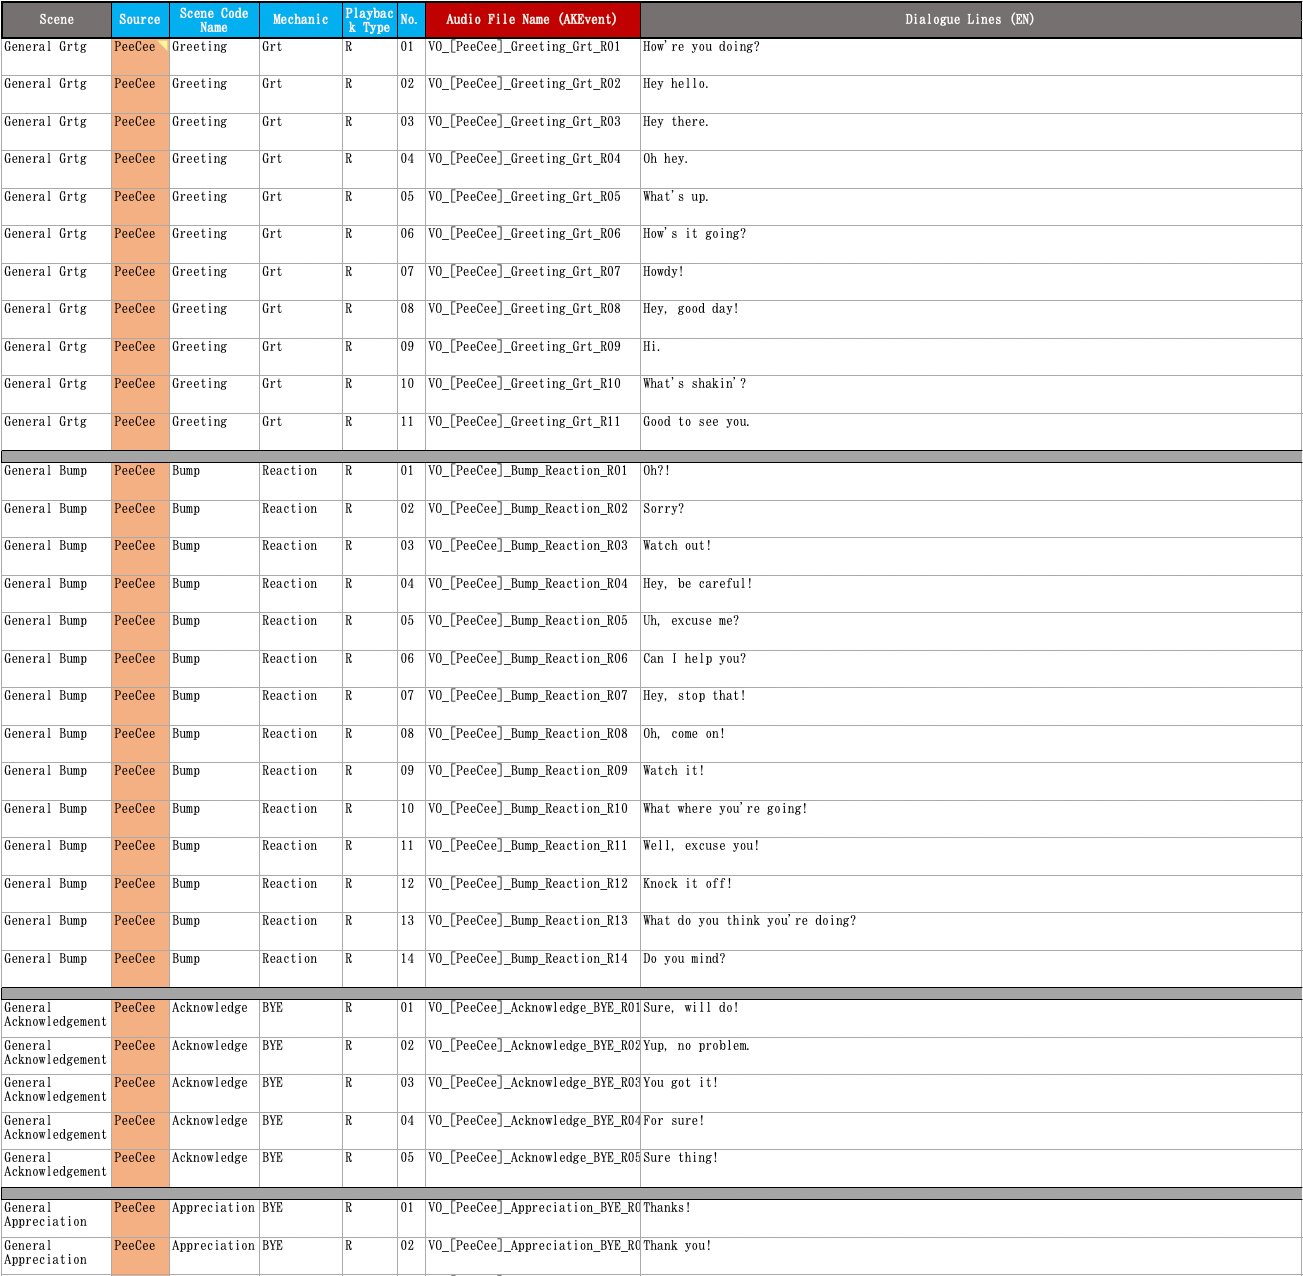 Scene Source Scene Code Name Mechanic Playback Type No. Audio File Name (AKEvent) Dialogue Lines (EN)
General Grtg PeeCee Greeting Grt R 01 VO_[PeeCee]_Greeting_Grt_R01 How're you doing?
General Grtg PeeCee Greeting Grt R 02 VO_[PeeCee]_Greeting_Grt_R02 Hey hello.
General Grtg PeeCee Greeting Grt R 03 VO_[PeeCee]_Greeting_Grt_R03 Hey there.
General Grtg PeeCee Greeting Grt R 04 VO_[PeeCee]_Greeting_Grt_R04 Oh hey.
General Grtg PeeCee Greeting Grt R 05 VO_[PeeCee]_Greeting_Grt_R05 What's up.
General Grtg PeeCee Greeting Grt R 06 VO_[PeeCee]_Greeting_Grt_R06 How's it going?
General Grtg PeeCee Greeting Grt R 07 VO_[PeeCee]_Greeting_Grt_R07 Howdy!
General Grtg PeeCee Greeting Grt R 08 VO_[PeeCee]_Greeting_Grt_R08 Hey, good day!
General Grtg PeeCee Greeting Grt R 09 VO_[PeeCee]_Greeting_Grt_R09 Hi.
General Grtg PeeCee Greeting Grt R 10 VO_[PeeCee]_Greeting_Grt_R10 What's shakin'?
General Grtg PeeCee Greeting Grt R 11 VO_[PeeCee]_Greeting_Grt_R11 Good to see you.
General Bump PeeCee Bump Reaction R 01 VO_[PeeCee]_Bump_Reaction_R01 Oh?!
General Bump PeeCee Bump Reaction R 02 VO_[PeeCee]_Bump_Reaction_R02 Sorry?
General Bump PeeCee Bump Reaction R 03 VO_[PeeCee]_Bump_Reaction_R03 Watch out!
General Bump PeeCee Bump Reaction R 04 VO_[PeeCee]_Bump_Reaction_R04 Hey, be careful!
General Bump PeeCee Bump Reaction R 05 VO_[PeeCee]_Bump_Reaction_R05 Uh, excuse me?
General Bump PeeCee Bump Reaction R 06 VO_[PeeCee]_Bump_Reaction_R06 Can I help you?
General Bump PeeCee Bump Reaction R 07 VO_[PeeCee]_Bump_Reaction_R07 Hey, stop that!
General Bump PeeCee Bump Reaction R 08 VO_[PeeCee]_Bump_Reaction_R08 Oh, come on!
General Bump PeeCee Bump Reaction R 09 VO_[PeeCee]_Bump_Reaction_R09 Watch it!
General Bump PeeCee Bump Reaction R 10 VO_[PeeCee]_Bump_Reaction_R10 What where you're going!
General Bump PeeCee Bump Reaction R 11 VO_[PeeCee]_Bump_Reaction_R11 Well, excuse you!
General Bump PeeCee Bump Reaction R 12 VO_[PeeCee]_Bump_Reaction_R12 Knock it off!
General Bump PeeCee Bump Reaction R 13 VO_[PeeCee]_Bump_Reaction_R13 What do you think you're doing?
General Bump PeeCee Bump Reaction R 14 VO_[PeeCee]_Bump_Reaction_R14 Do you mind?
General Acknowledgement PeeCee Acknowledge BYE R 01 VO_[PeeCee]_Acknowledge_BYE_R01 Sure, will do!
General Acknowledgement PeeCee Acknowledge BYE R 02 VO_[PeeCee]_Acknowledge_BYE_R02 Yup, no problem.
General Acknowledgement PeeCee Acknowledge BYE R 03 VO_[PeeCee]_Acknowledge_BYE_R03 You got it!
General Acknowledgement PeeCee Acknowledge BYE R 04 VO_[PeeCee]_Acknowledge_BYE_R04 For sure!
General Acknowledgement PeeCee Acknowledge BYE R 05 VO_[PeeCee]_Acknowledge_BYE_R05 Sure thing!
General Appreciation PeeCee Appreciation BYE R 01 VO_[PeeCee]_Appreciation_BYE_R0 Thanks!
General Appreciation PeeCee Appreciation BYE R 02 VO_[PeeCee]_Appreciation_BYE_R0 Thank you!